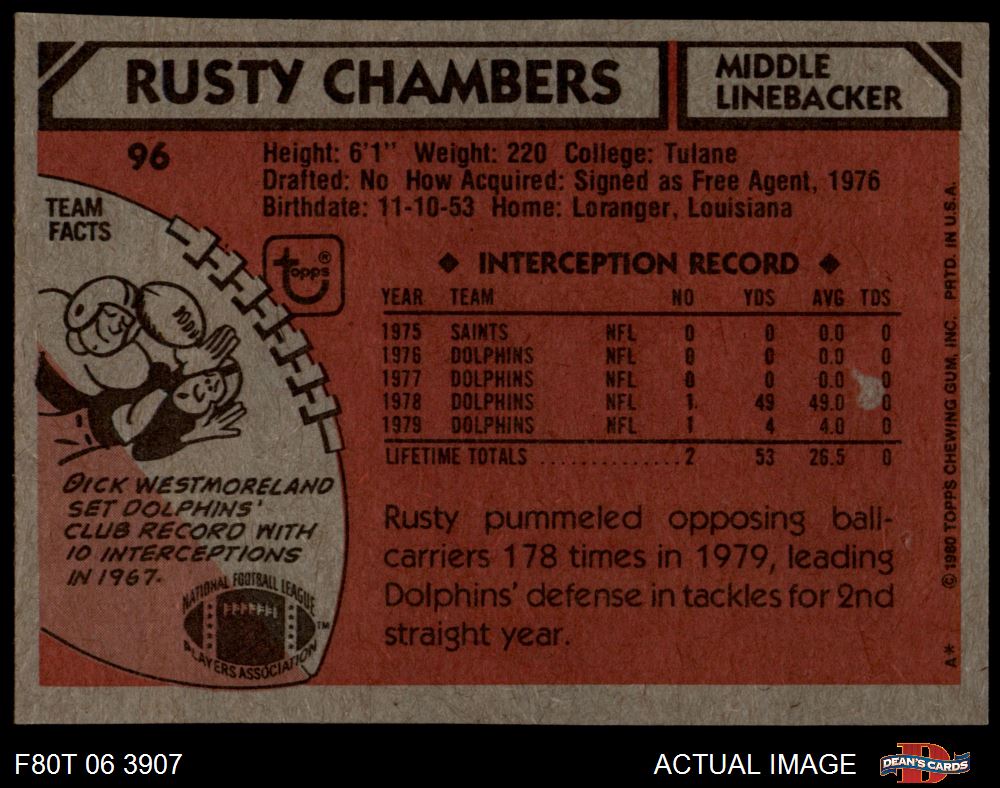 RUSTY CHAMBERS
MIDDLE
LINEBACKER
96
Height: 6'1" Weight: 220 College: Tulane
Drafted: No How Acquired: Signed as Free Agent, 1976
Birthdate: 11-10-53 Home: Loranger, Louisiana
TEAM
FACTS
topps®
◆ INTERCEPTION RECORD ◆
YEAR TEAM NO YDS AVG TDS
1975 SAINTS NFL 0 0 0.0 0
1976 DOLPHINS NFL 0 0 0.0 0
1977 DOLPHINS NFL 0 0 0.0 0
1978 DOLPHINS NFL 1 49 49.0 0
1979 DOLPHINS NFL 1 4 4.0 0
LIFETIME TOTALS ..............2 53 26.5 0
DICK WESTMORELAND
SET DOLPHINS'
CLUB RECORD WITH
10 INTERCEPTIONS
IN 1967.
NATIONAL FOOTBALL LEAGUE
PLAYERS ASSOCIATION
TM
Rusty pummeled opposing ball-
carriers 178 times in 1979, leading
Dolphins' defense in tackles for 2nd
straight year.
A* © 1980 TOPPS CHEWING GUM, INC. PRTD. IN U.S.A.
F80T 06 3907
ACTUAL IMAGE
DEAN'S CARDS